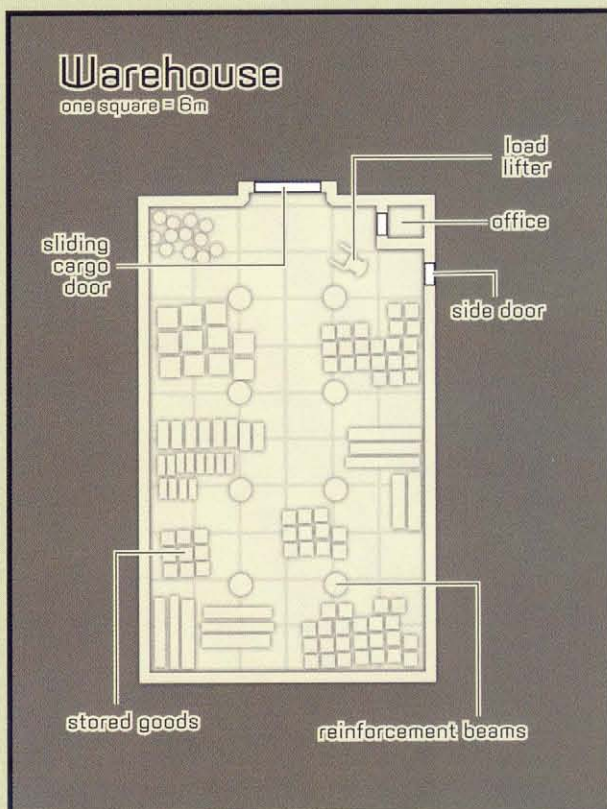 Warehouse
one square = 6m
load
lifter
office
sliding
cargo
door
side door
stored goods
reinforcement beams